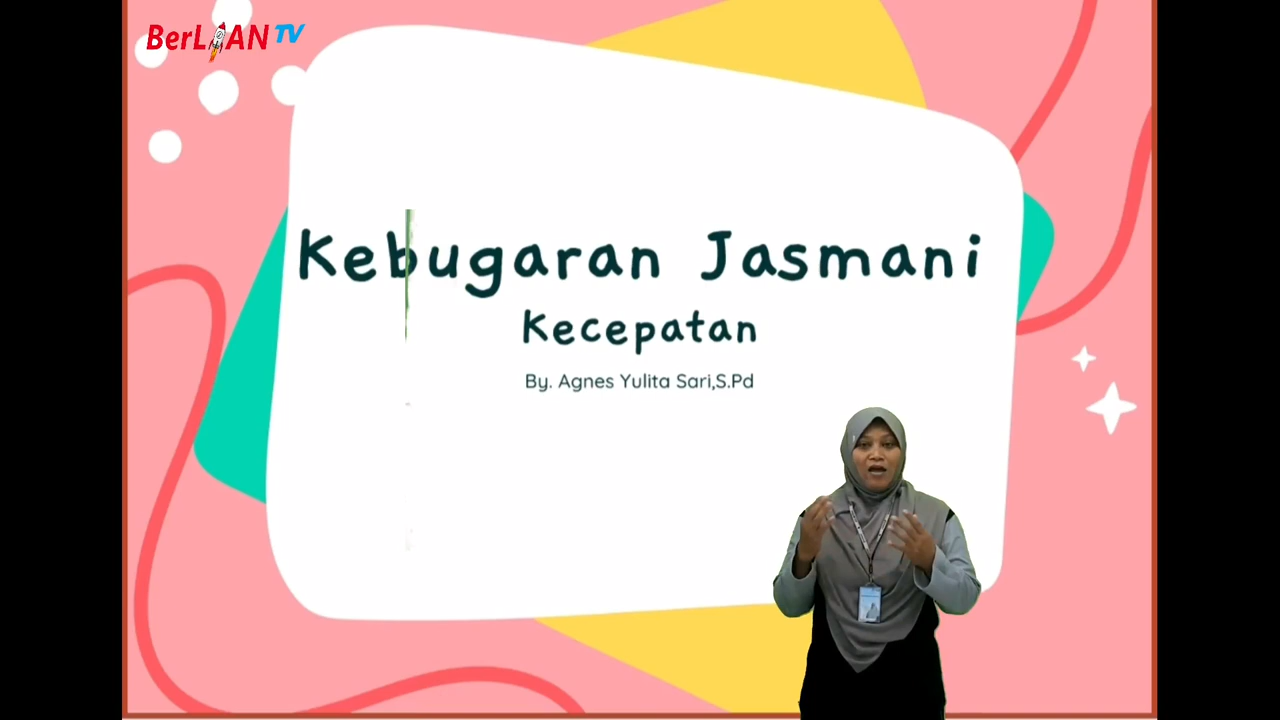 BerLIAN TV
Kebugaran Jasmani
Kecepatan
By. Agnes Yulita Sari,S.Pd